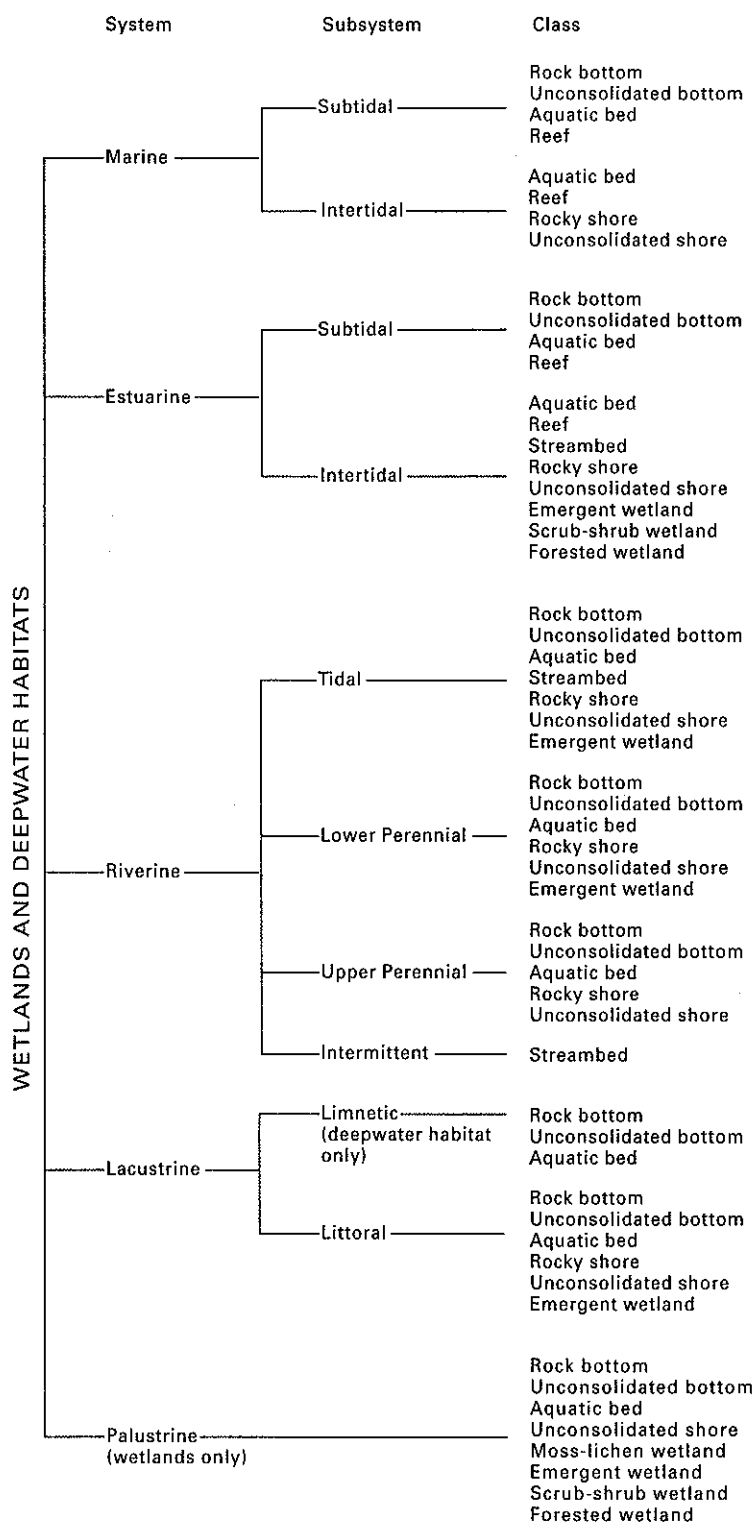 System Subsystem Class
WETLANDS AND DEEPWATER HABITATS
Marine
Subtidal
Rock bottom
Unconsolidated bottom
Aquatic bed
Reef
Intertidal
Aquatic bed
Reef
Rocky shore
Unconsolidated shore
Estuarine
Subtidal
Rock bottom
Unconsolidated bottom
Aquatic bed
Reef
Intertidal
Aquatic bed
Reef
Streambed
Rocky shore
Unconsolidated shore
Emergent wetland
Scrub-shrub wetland
Forested wetland
Riverine
Tidal
Rock bottom
Unconsolidated bottom
Aquatic bed
Streambed
Rocky shore
Unconsolidated shore
Emergent wetland
Lower Perennial
Rock bottom
Unconsolidated bottom
Aquatic bed
Rocky shore
Unconsolidated shore
Emergent wetland
Upper Perennial
Rock bottom
Unconsolidated bottom
Aquatic bed
Rocky shore
Unconsolidated shore
Intermittent
Streambed
Lacustrine
Limnetic
(deepwater habitat
only)
Rock bottom
Unconsolidated bottom
Aquatic bed
Littoral
Rock bottom
Unconsolidated bottom
Aquatic bed
Rocky shore
Unconsolidated shore
Emergent wetland
Palustrine
(wetlands only)
Rock bottom
Unconsolidated bottom
Aquatic bed
Unconsolidated shore
Moss-lichen wetland
Emergent wetland
Scrub-shrub wetland
Forested wetland